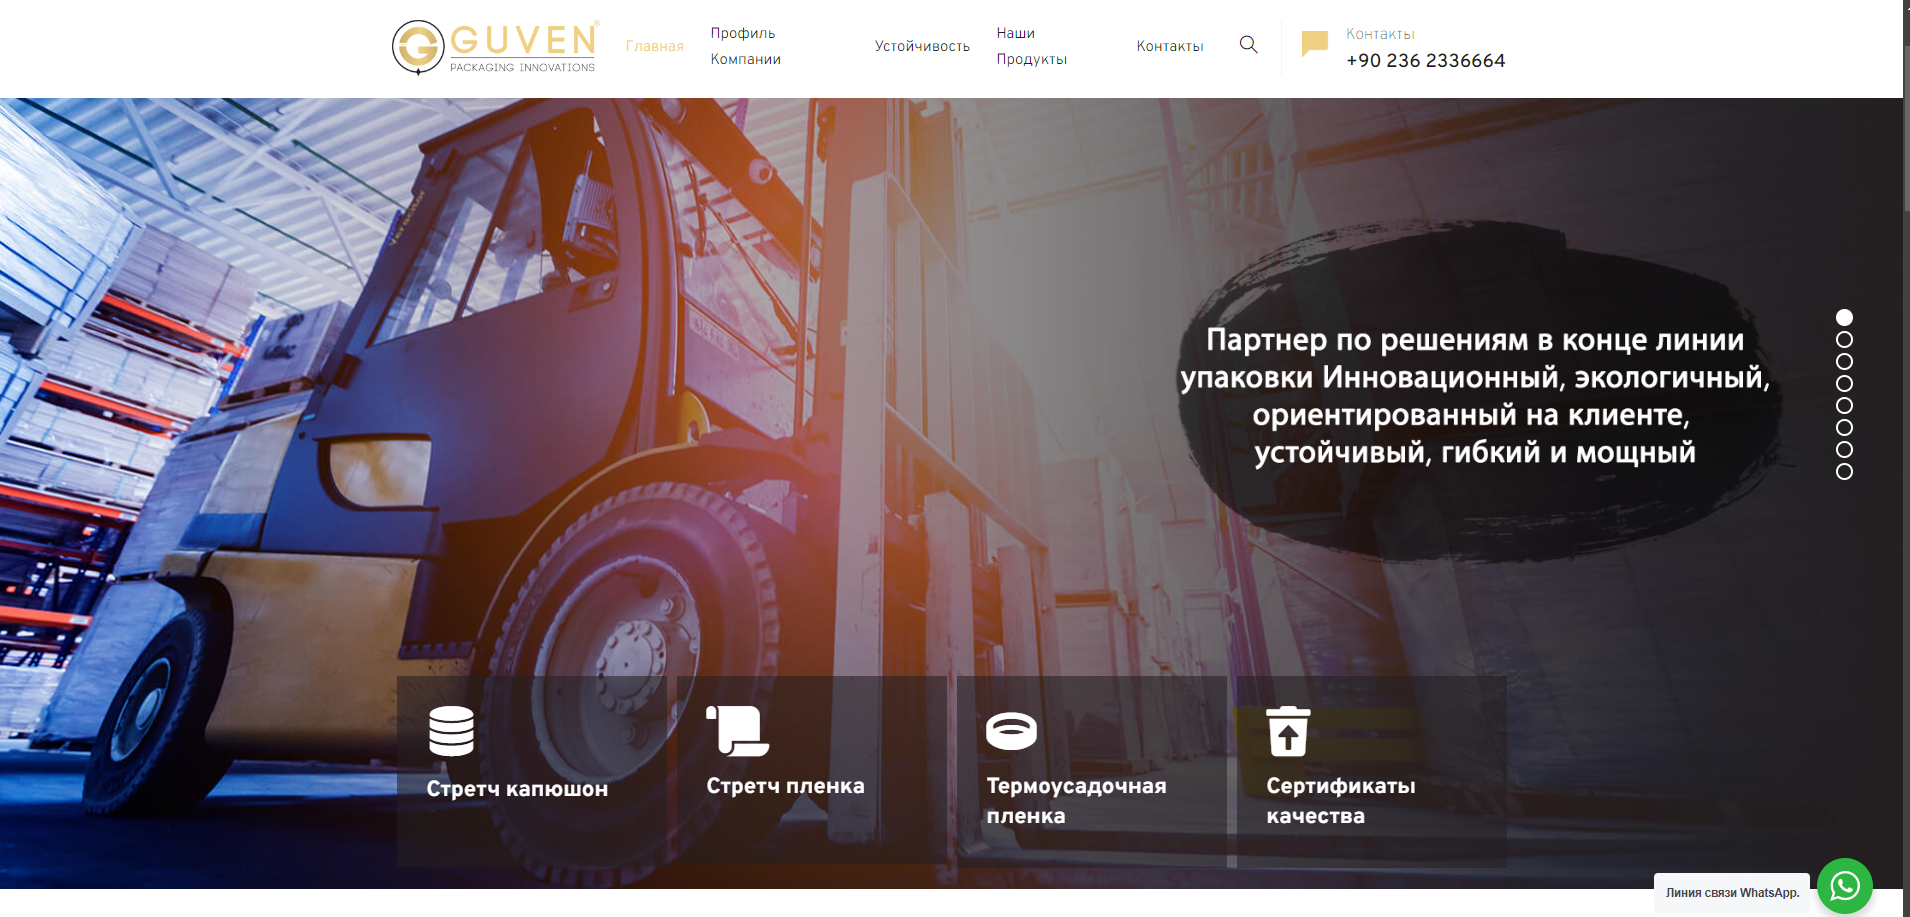 GUVEN®
PACKAGING INNOVATIONS
Главная
Профиль
Компании
Устойчивость
Наши
Продукты
Контакты
Контакты
+90 236 2336664
Партнер по решениям в конце линии
упаковки Инновационный, экологичный,
ориентированный на клиенте,
устойчивый, гибкий и мощный
Стретч капюшон
Стретч пленка
Термоусадочная
пленка
Сертификаты
качества
Линия связи WhatsApp.